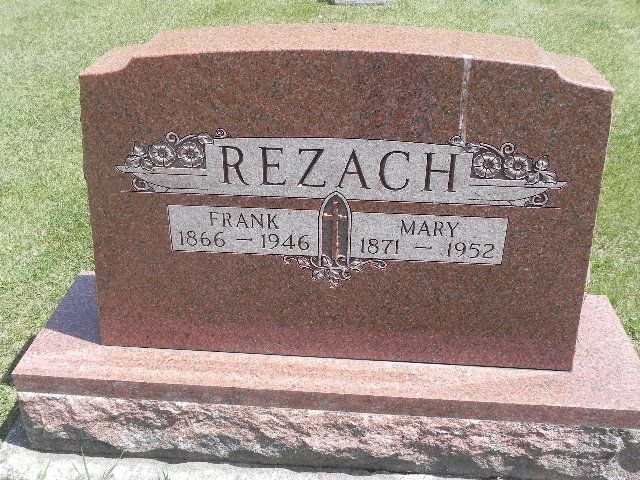 REZACH
FRANK
1866 — 1946
MARY
1871 — 1952